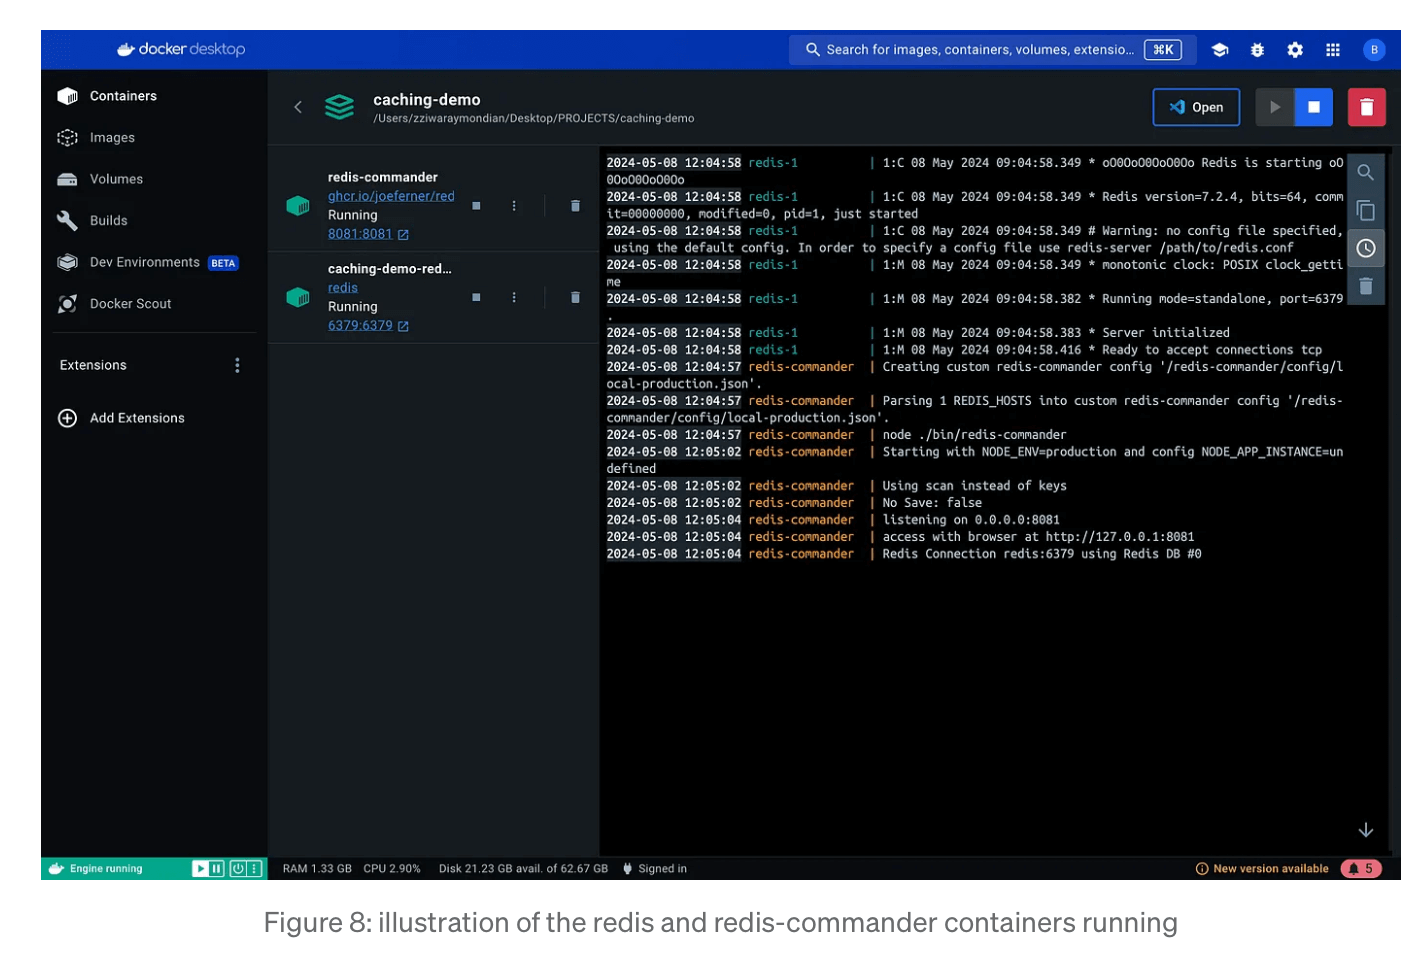 docker desktop
Search for images, containers, volumes, extensio... ⌘K
B
Containers
Images
Volumes
Builds
Dev Environments BETA
Docker Scout
Extensions
Add Extensions
caching-demo
/Users/zziwaraymondian/Desktop/PROJECTS/caching-demo
Open
redis-commander
ghcr.io/joeferner/red
Running
8081:8081
caching-demo-red...
redis
Running
6379:6379
2024-05-08 12:04:58 redis-1 | 1:C 08 May 2024 09:04:58.349 * oO0OoO0OoO0Oo Redis is starting oO
0OoO0OoO0Oo
2024-05-08 12:04:58 redis-1 | 1:C 08 May 2024 09:04:58.349 * Redis version=7.2.4, bits=64, comm
it=00000000, modified=0, pid=1, just started
2024-05-08 12:04:58 redis-1 | 1:C 08 May 2024 09:04:58.349 # Warning: no config file specified,
using the default config. In order to specify a config file use redis-server /path/to/redis.conf
2024-05-08 12:04:58 redis-1 | 1:M 08 May 2024 09:04:58.349 * monotonic clock: POSIX clock_getti
me
2024-05-08 12:04:58 redis-1 | 1:M 08 May 2024 09:04:58.382 * Running mode=standalone, port=6379
.
2024-05-08 12:04:58 redis-1 | 1:M 08 May 2024 09:04:58.383 * Server initialized
2024-05-08 12:04:58 redis-1 | 1:M 08 May 2024 09:04:58.416 * Ready to accept connections tcp
2024-05-08 12:04:57 redis-commander | Creating custom redis-commander config '/redis-commander/config/l
ocal-production.json'.
2024-05-08 12:04:57 redis-commander | Parsing 1 REDIS_HOSTS into custom redis-commander config '/redis-
commander/config/local-production.json'.
2024-05-08 12:04:57 redis-commander | node ./bin/redis-commander
2024-05-08 12:05:02 redis-commander | Starting with NODE_ENV=production and config NODE_APP_INSTANCE=un
defined
2024-05-08 12:05:02 redis-commander | Using scan instead of keys
2024-05-08 12:05:02 redis-commander | No Save: false
2024-05-08 12:05:04 redis-commander | listening on 0.0.0.0:8081
2024-05-08 12:05:04 redis-commander | access with browser at http://127.0.0.1:8081
2024-05-08 12:05:04 redis-commander | Redis Connection redis:6379 using Redis DB #0
Engine running
RAM 1.33 GB CPU 2.90% Disk 21.23 GB avail. of 62.67 GB Signed in
New version available 5
Figure 8: illustration of the redis and redis-commander containers running